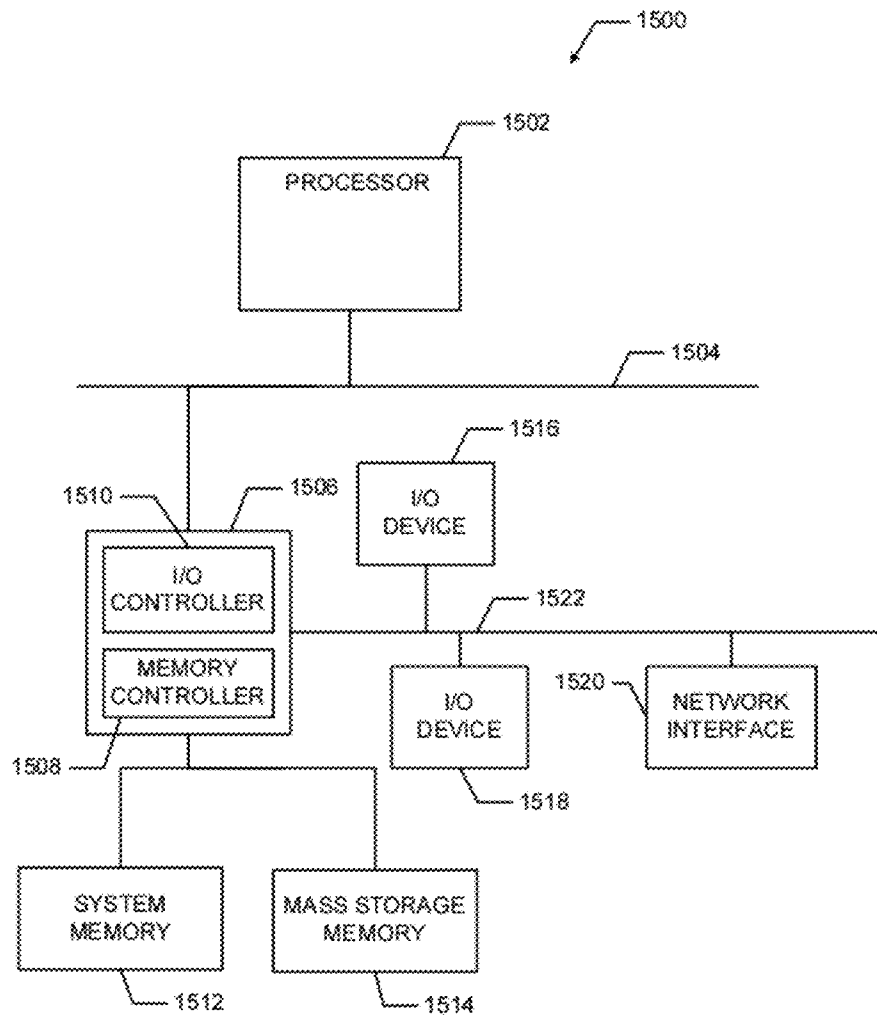 1500
1502
PROCESSOR
1504
1516
1510
1506
I/O
DEVICE
I/O
CONTROLLER
1522
MEMORY
CONTROLLER
I/O
DEVICE
1520
NETWORK
INTERFACE
1508
1518
SYSTEM
MEMORY
MASS STORAGE
MEMORY
1512
1514